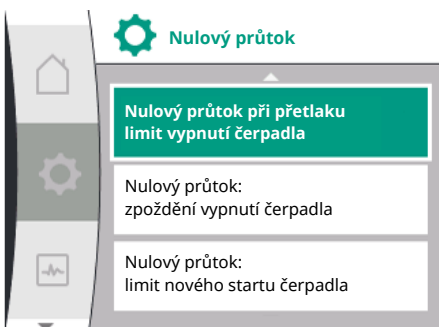 Nulový průtok
Nulový průtok při přetlaku
limit vypnutí čerpadla
Nulový průtok:
zpoždění vypnutí čerpadla
Nulový průtok:
limit nového startu čerpadla